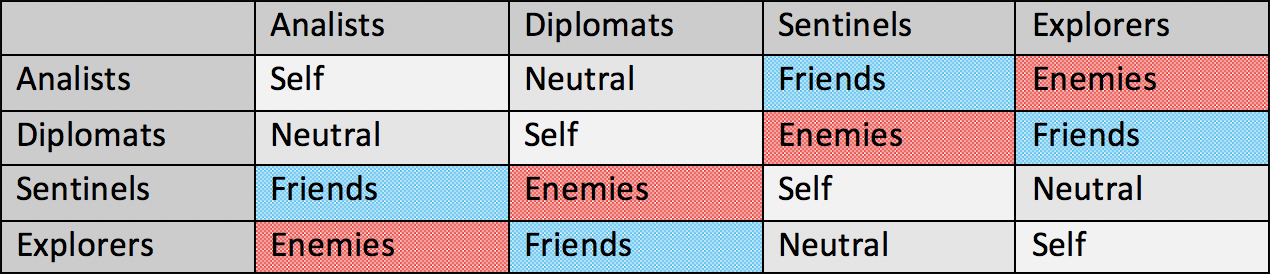 Analists Diplomats Sentinels Explorers
Analists Self Neutral Friends Enemies
Diplomats Neutral Self Enemies Friends
Sentinels Friends Enemies Self Neutral
Explorers Enemies Friends Neutral Self